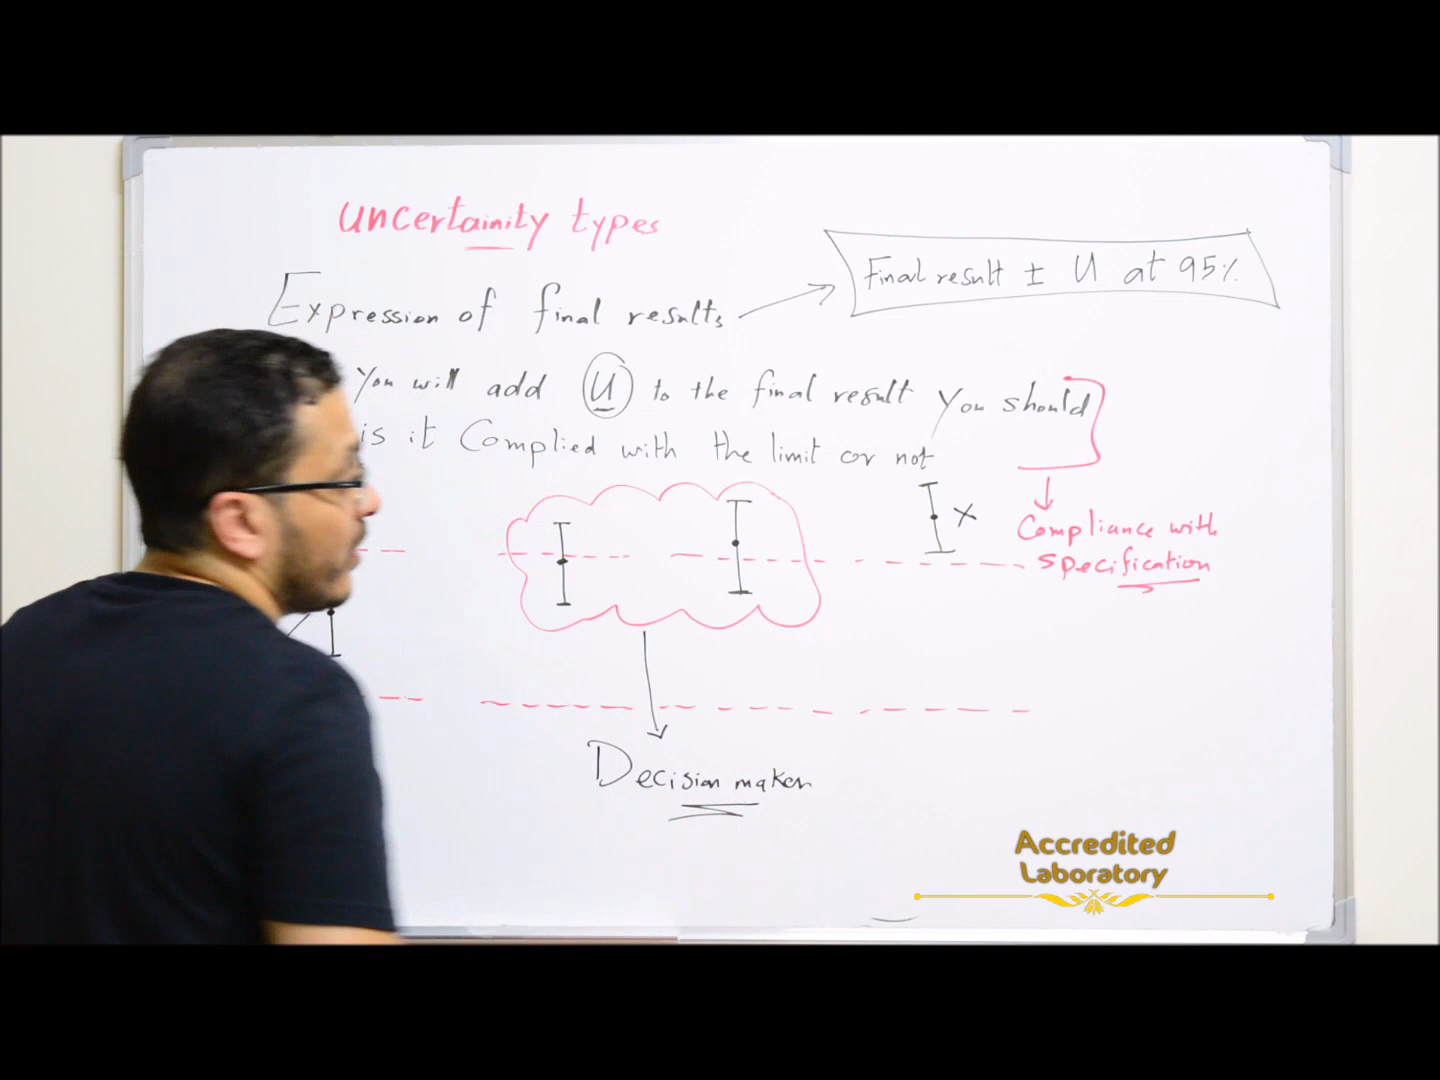 uncertainity types
Expression of final results
Final result ± U at 95%
You will add U to the final result You should
is it Complied with the limit or not
X
Compliance with
specification
Decision maker
Accredited
Laboratory